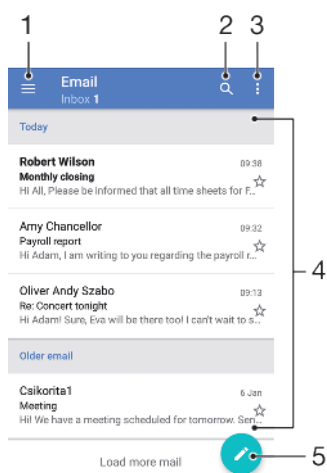 1 2 3
Email
Inbox 1
Today
Robert Wilson 09:38
Monthly closing
Hi All, Please be informed that all time sheets for F...
4
Amy Chancellor 09:32
Payroll report
Hi Adam, I am writing to you regarding the payroll r...
Oliver Andy Szabo 09:13
Re: Concert tonight
Hi Adam! Sure, Eva will be there too! I can't wait to s...
Older email
Csikorita1 6 Jan
Meeting
Hi! We have a meeting scheduled for tomorrow. Sen...
Load more mail
5